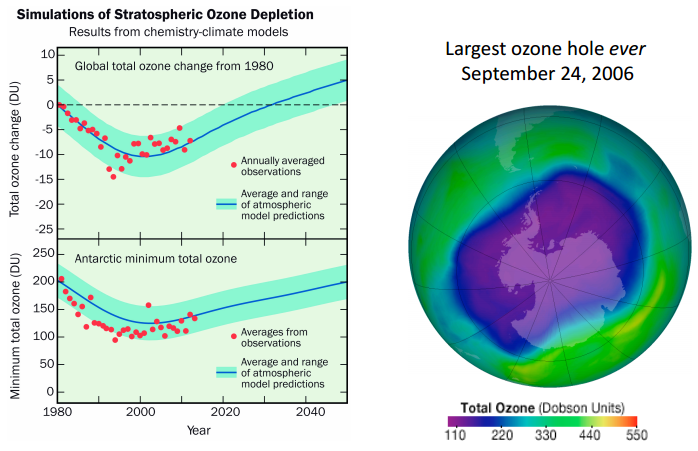 Simulations of Stratospheric Ozone Depletion
Results from chemistry-climate models
Global total ozone change from 1980
Total ozone change (DU)
10
5
0
-5
-10
-15
-20
-25
Annually averaged
observations
Average and range
of atmospheric
model predictions
Antarctic minimum total ozone
Minimum total ozone (DU)
250
200
150
100
50
0
Averages from
observations
Average and range
of atmospheric
model predictions
1980 2000 2020 2040
Year
Largest ozone hole ever
September 24, 2006
Total Ozone (Dobson Units)
110 220 330 440 550